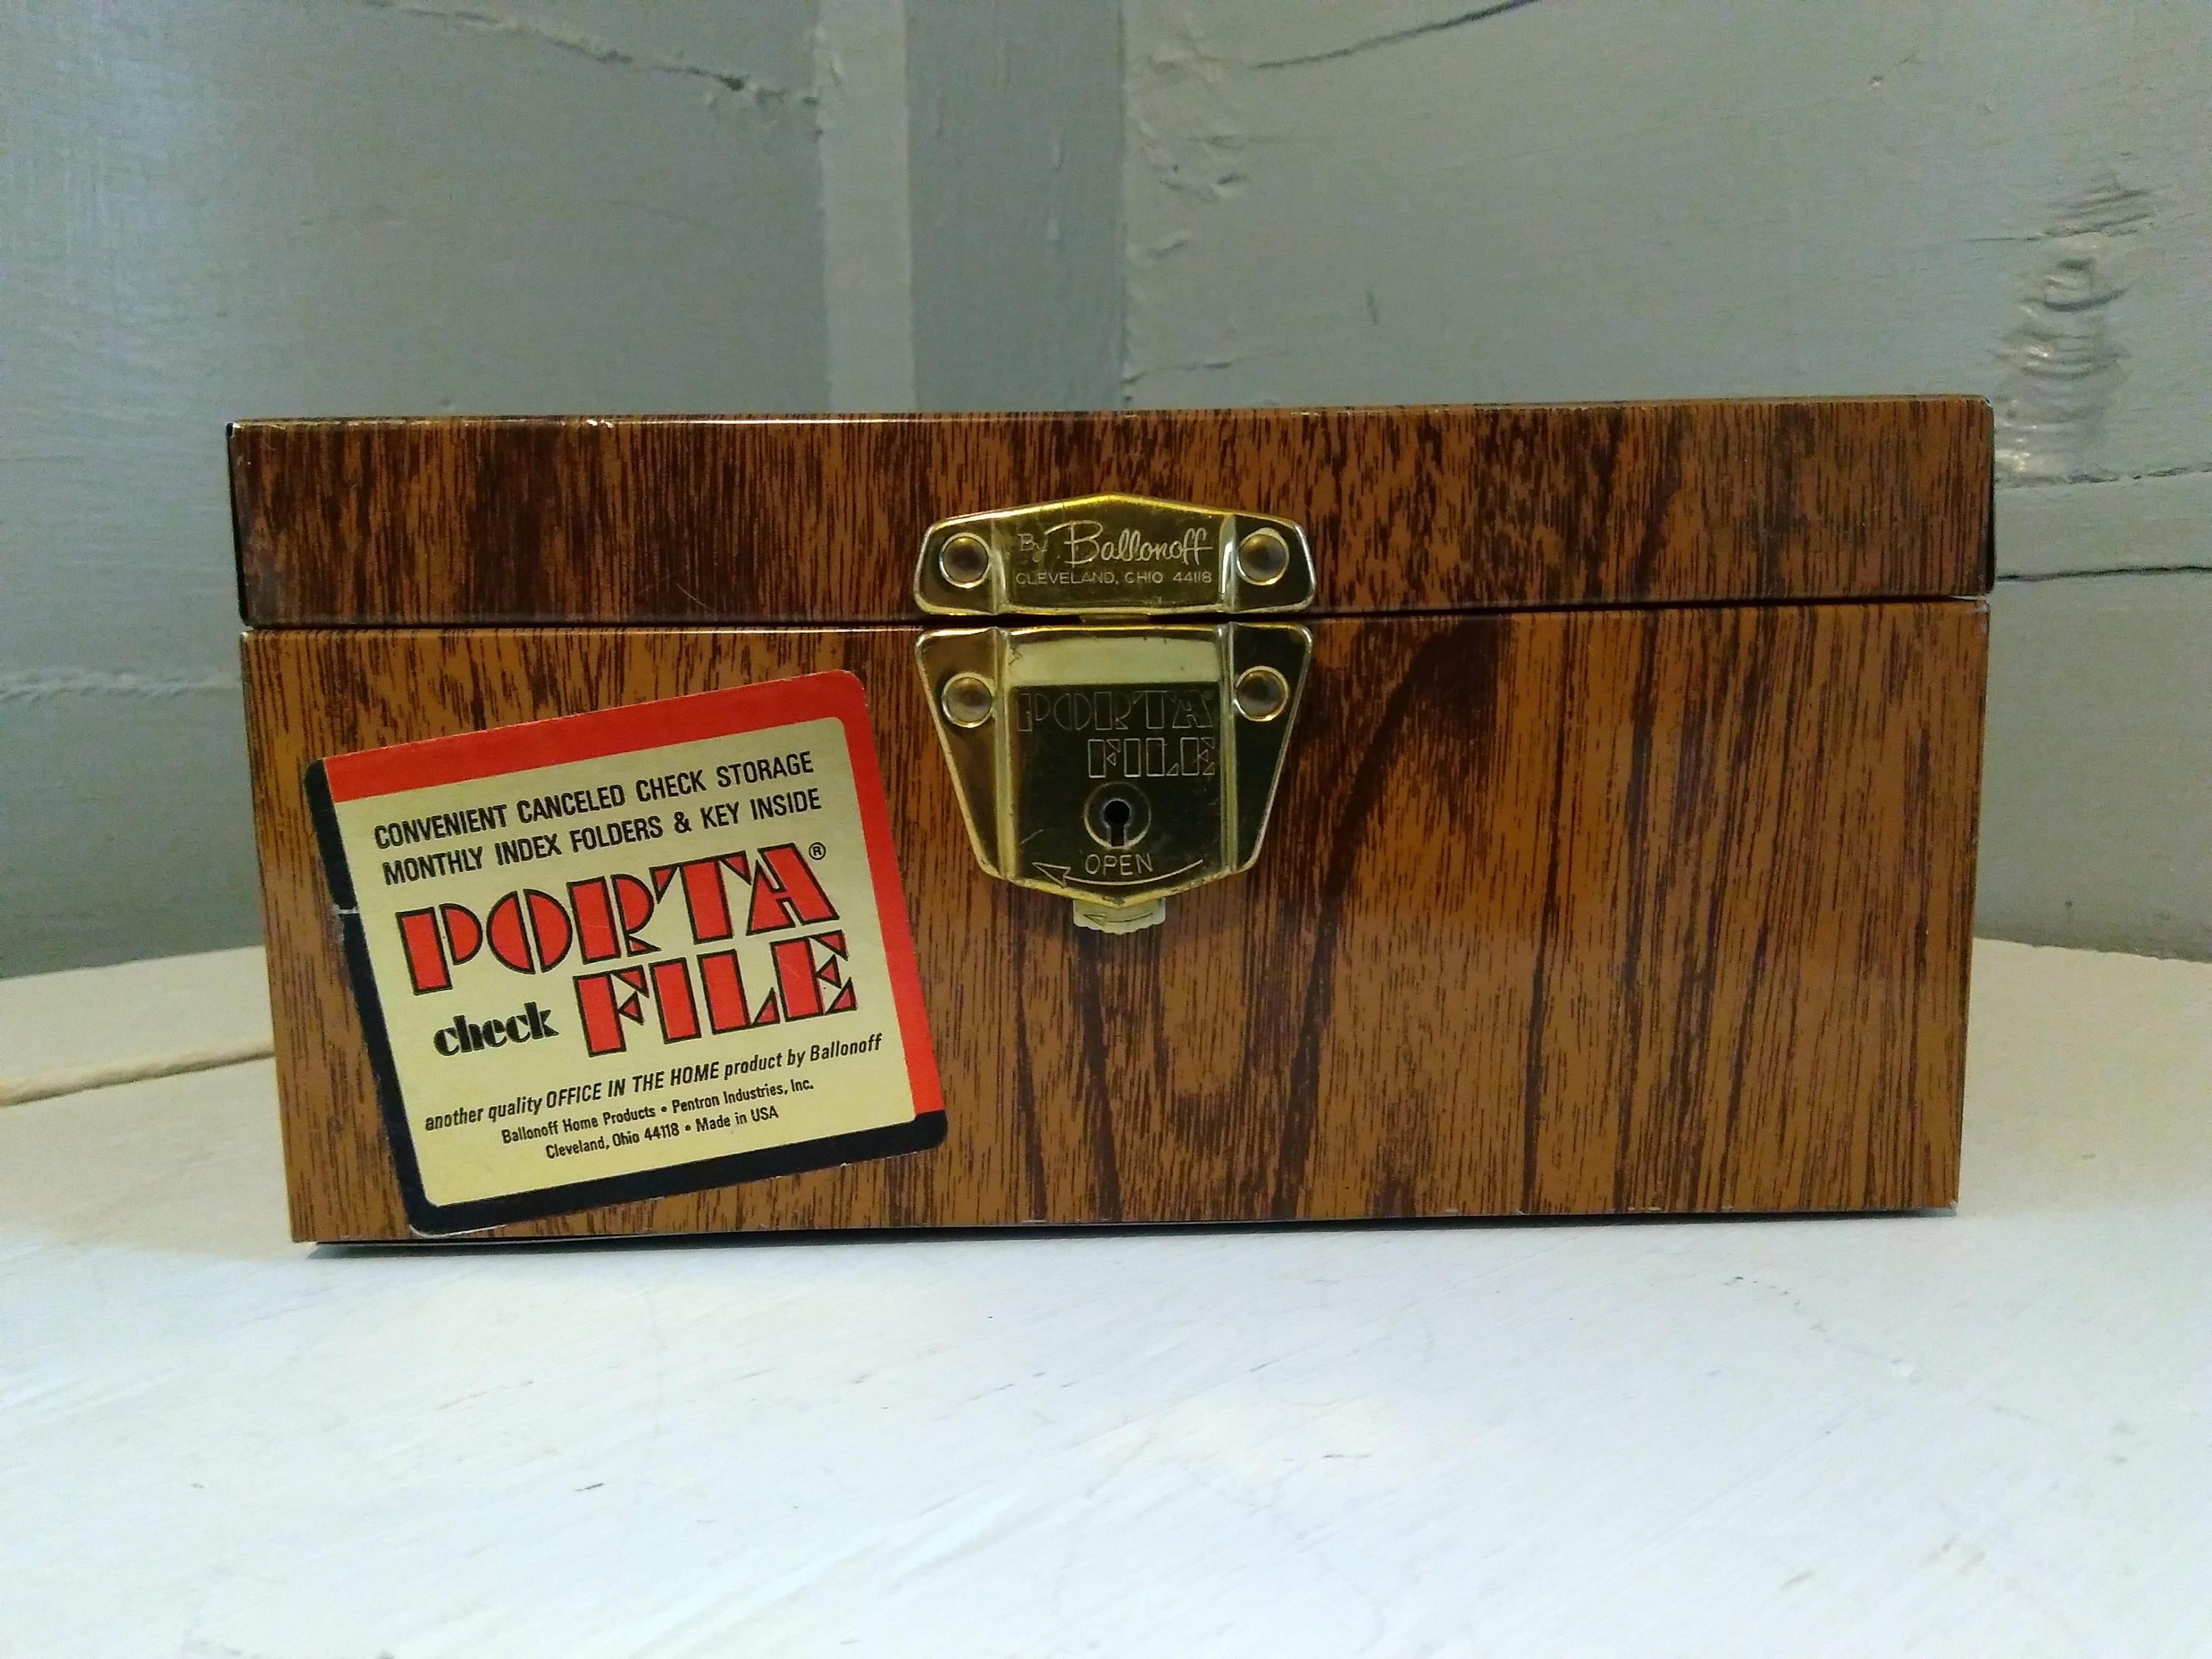 By Ballonoff
CLEVELAND, OHIO 44118
PORTA
FILE
OPEN
CONVENIENT CANCELED CHECK STORAGE
MONTHLY INDEX FOLDERS & KEY INSIDE
PORTA®
check FILE
another quality OFFICE IN THE HOME product by Ballonoff
Ballonoff Home Products • Pentron Industries, Inc.
Cleveland, Ohio 44118 • Made in USA